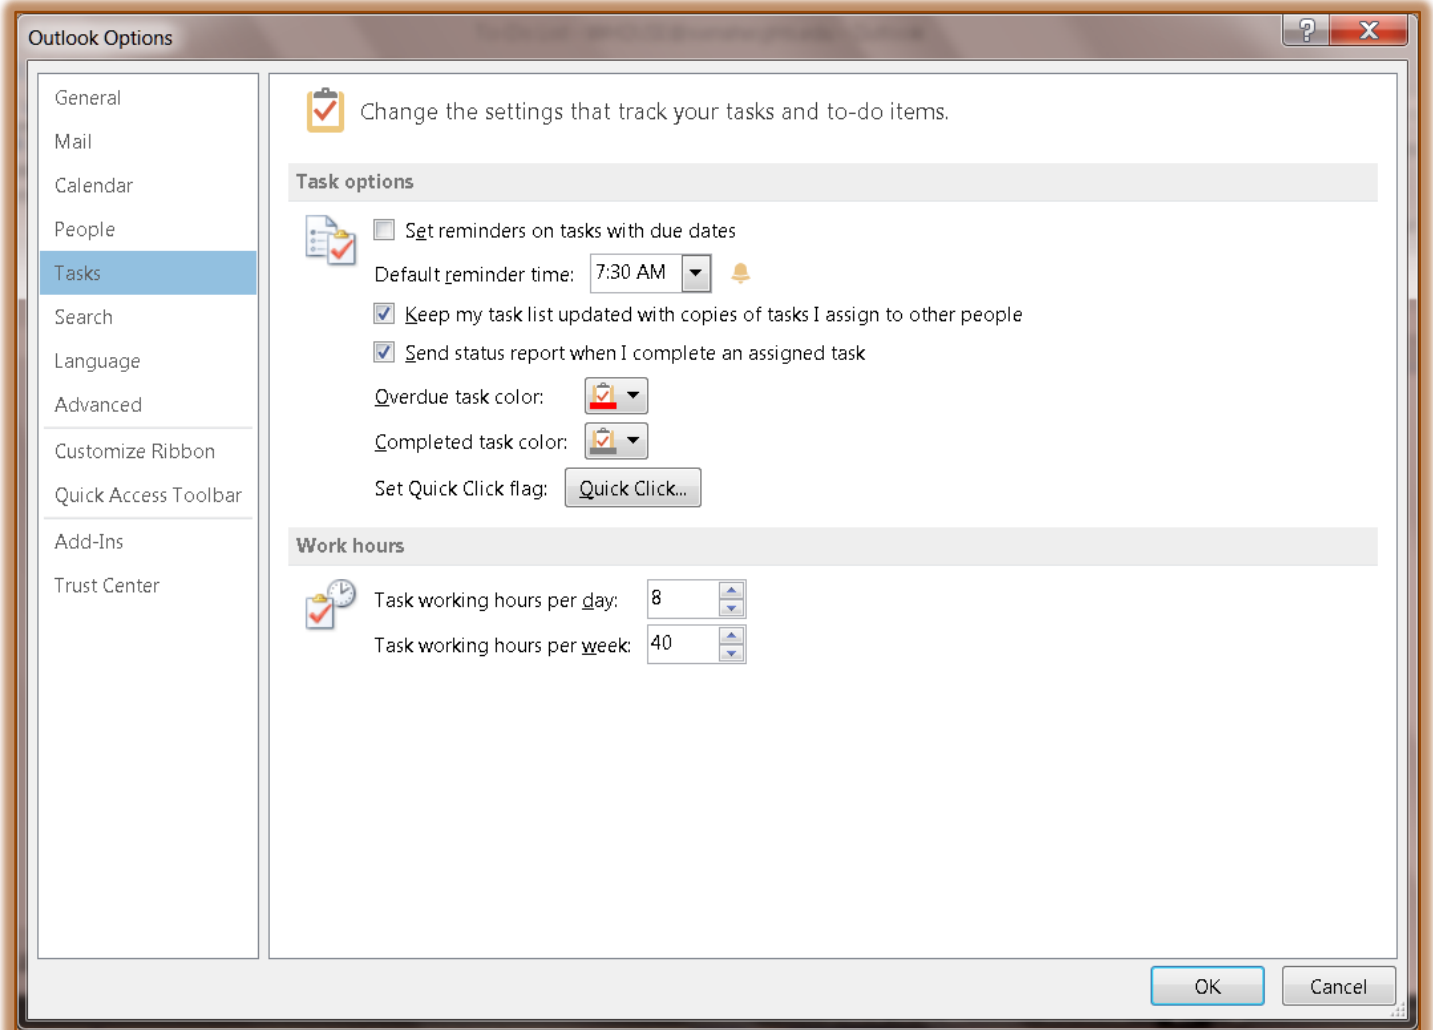 Outlook Options
General
Mail
Calendar
People
Tasks
Search
Language
Advanced
Customize Ribbon
Quick Access Toolbar
Add-Ins
Trust Center
Change the settings that track your tasks and to-do items.
Task options
Set reminders on tasks with due dates
Default reminder time: 7:30 AM
Keep my task list updated with copies of tasks I assign to other people
Send status report when I complete an assigned task
Overdue task color:
Completed task color:
Set Quick Click flag: Quick Click...
Work hours
Task working hours per day: 8
Task working hours per week: 40
OK Cancel